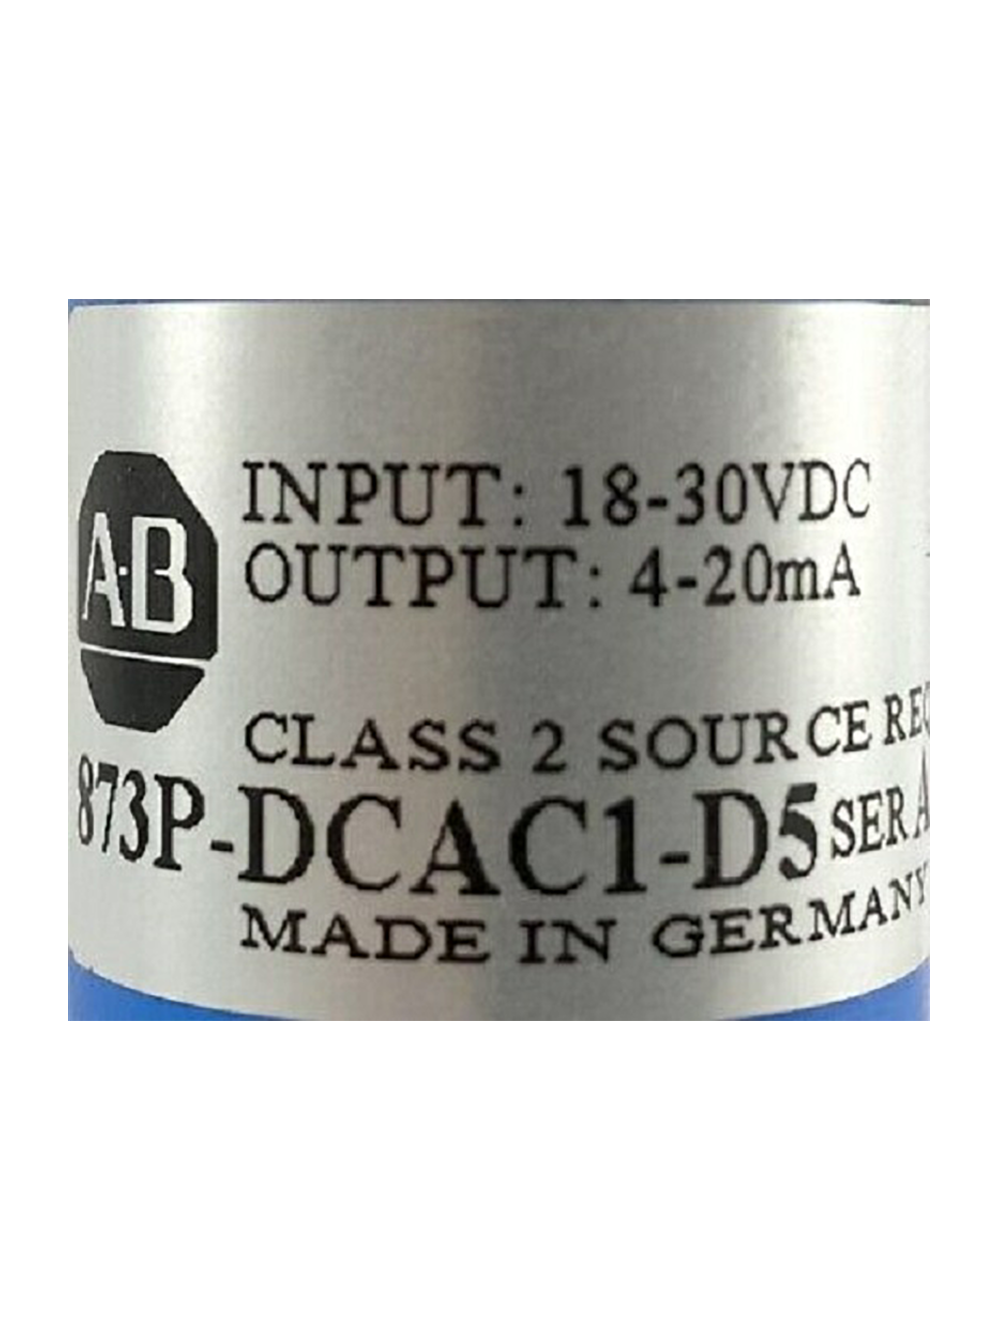 A-B
INPUT: 18-30VDC
OUTPUT: 4-20mA
CLASS 2 SOURCE
873P-DCAC1-D5 SER A
MADE IN GERMANY